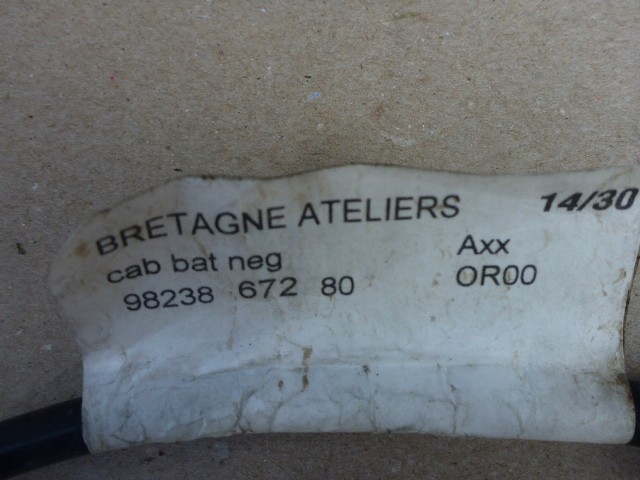 BRETAGNE ATELIERS 14/30
cab bat neg Axx
98238 672 80 OR00